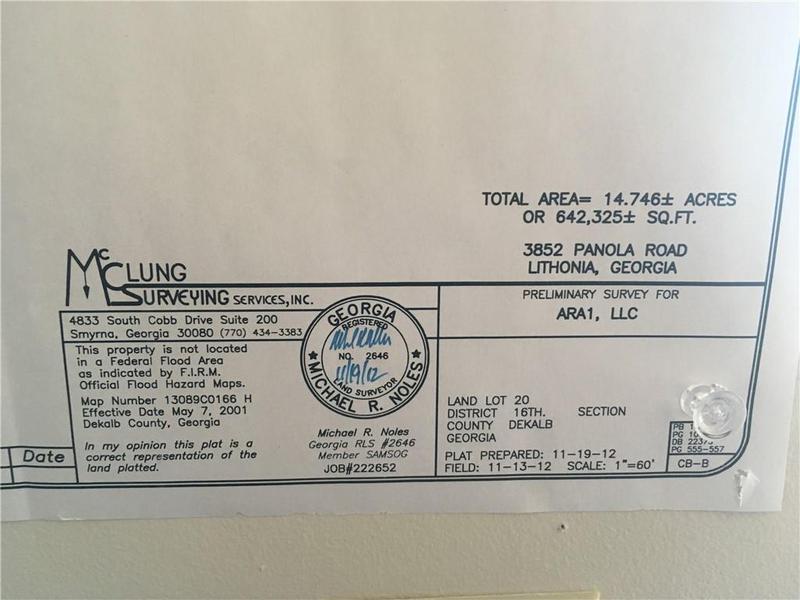 TOTAL AREA= 14.746± ACRES
OR 642,325± SQ.FT.
3852 PANOLA ROAD
LITHONIA, GEORGIA
McCLUNG
SURVEYING SERVICES, INC.
4833 South Cobb Drive Suite 200
Smyrna, Georgia 30080 (770) 434-3383
This property is not located
in a Federal Flood Area
as indicated by F.I.R.M.
Official Flood Hazard Maps.
Map Number 13089C0166 H
Effective Date May 7, 2001
Dekalb County, Georgia
In my opinion this plat is a
correct representation of the
land platted.
Date
GEORGIA
REGISTERED
NO. 2646
11/19/12
LAND SURVEYOR
MICHAEL R. NOLES
Michael R. Noles
Georgia RLS #2646
Member SAMSOG
JOB#222652
PRELIMINARY SURVEY FOR
ARA1, LLC
LAND LOT 20
DISTRICT 16TH. SECTION
COUNTY DEKALB
GEORGIA
PLAT PREPARED: 11-19-12
FIELD: 11-13-12 SCALE: 1"=60'
PB
PG
DB
PG 555-557
CB-B